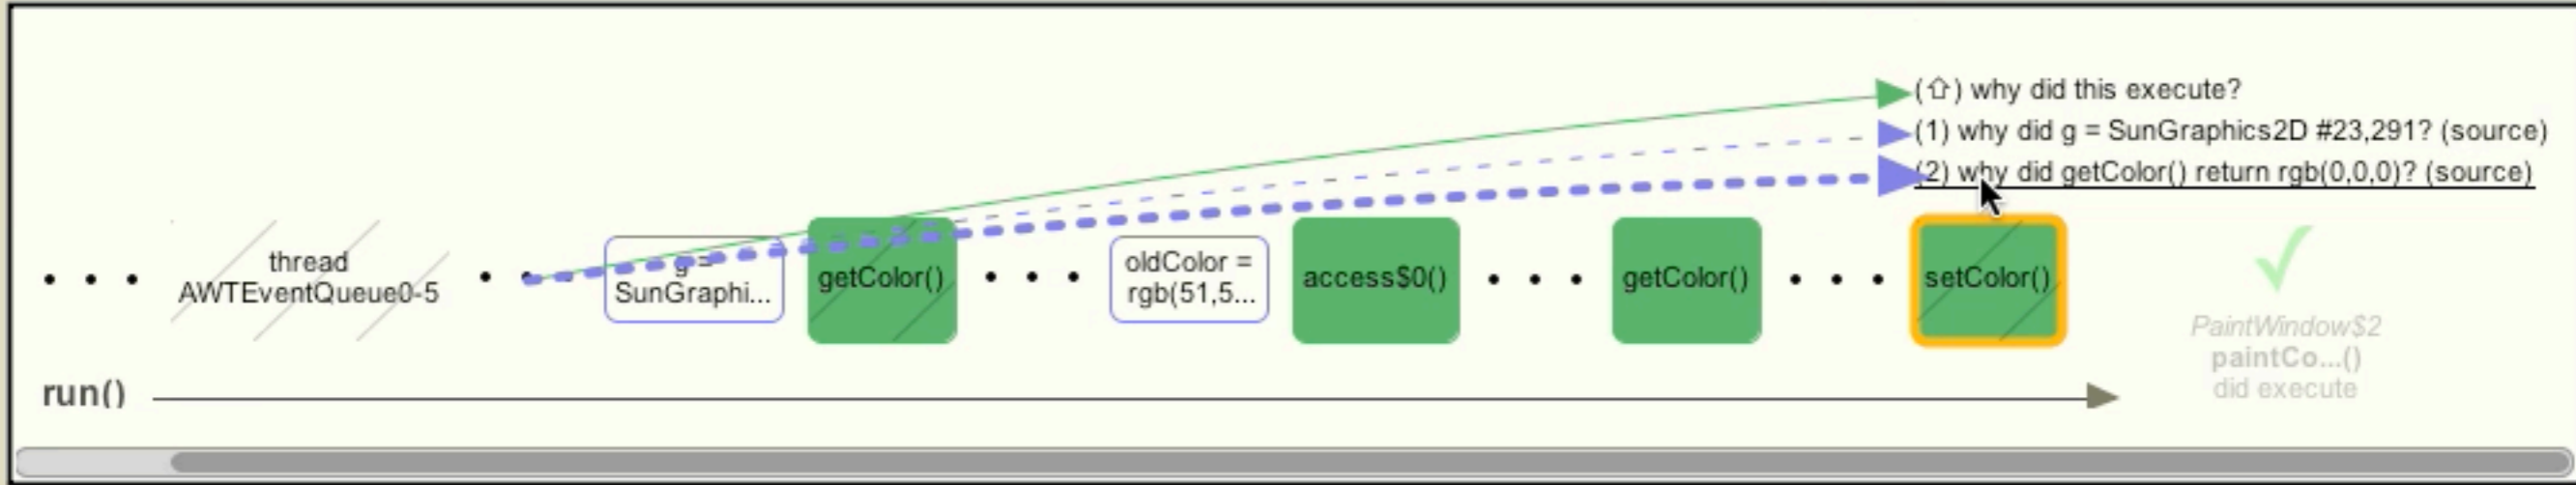 (⇧) why did this execute?
(1) why did g = SunGraphics2D #23,291? (source)
(2) why did getColor() return rgb(0,0,0)? (source)
thread
AWTEventQueue0-5
g =
SunGraphi...
getColor()
oldColor =
rgb(51,5...
access$0()
getColor()
setColor()
PaintWindow$2
paintCo...()
did execute
run()